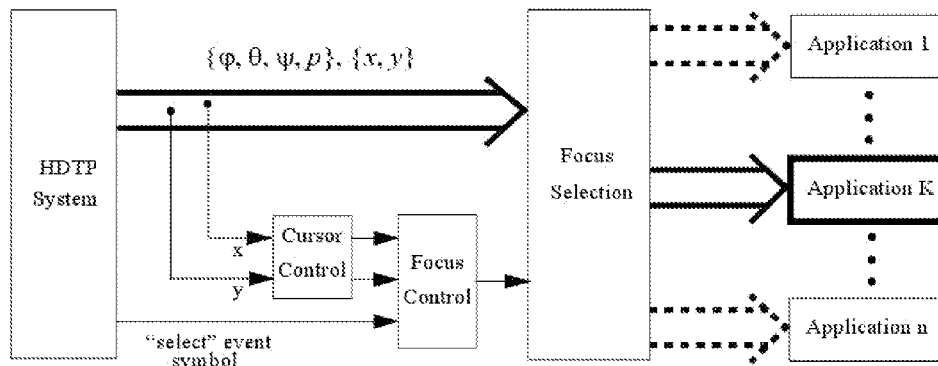 {φ, θ, ψ, p}, {x, y}
HDTP
System
x
y
Cursor
Control
Focus
Control
"select" event
symbol
Focus
Selection
Application 1
Application K
Application n